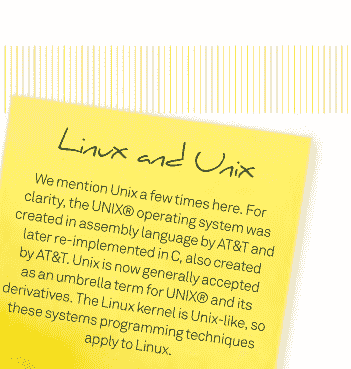 Linux and Unix
We mention Unix a few times here. For
clarity, the UNIX® operating system was
created in assembly language by AT&T and
later re-implemented in C, also created
by AT&T. Unix is now generally accepted
as an umbrella term for UNIX® and its
derivatives. The Linux kernel is Unix-like, so
these systems programming techniques
apply to Linux.